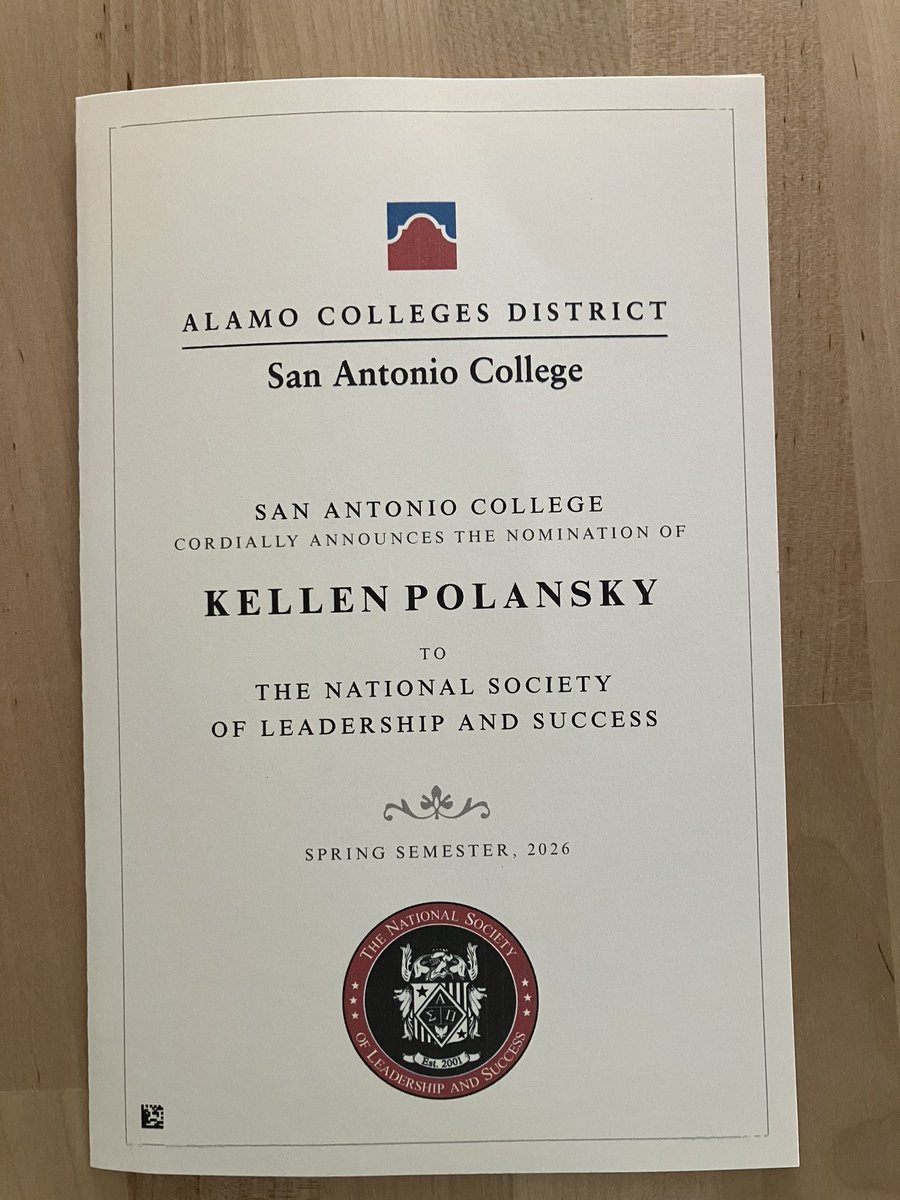 ALAMO COLLEGES DISTRICT
San Antonio College
SAN ANTONIO COLLEGE
CORDIALLY ANNOUNCES THE NOMINATION OF
KELLEN POLANSKY
TO
THE NATIONAL SOCIETY
OF LEADERSHIP AND SUCCESS
SPRING SEMESTER, 2026
THE NATIONAL SOCIETY
Λ
Σ Π
Est. 2001
OF LEADERSHIP AND SUCCESS